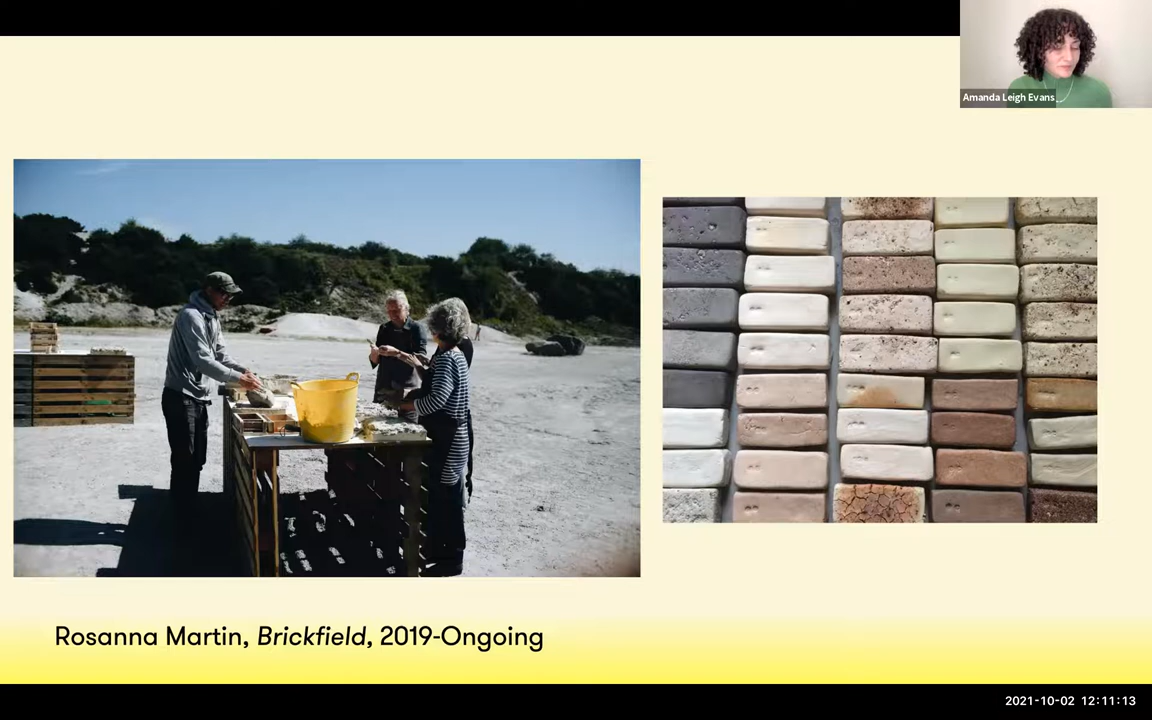 Amanda Leigh Evans
Rosanna Martin, Brickfield, 2019-Ongoing
2021-10-02 12:11:13